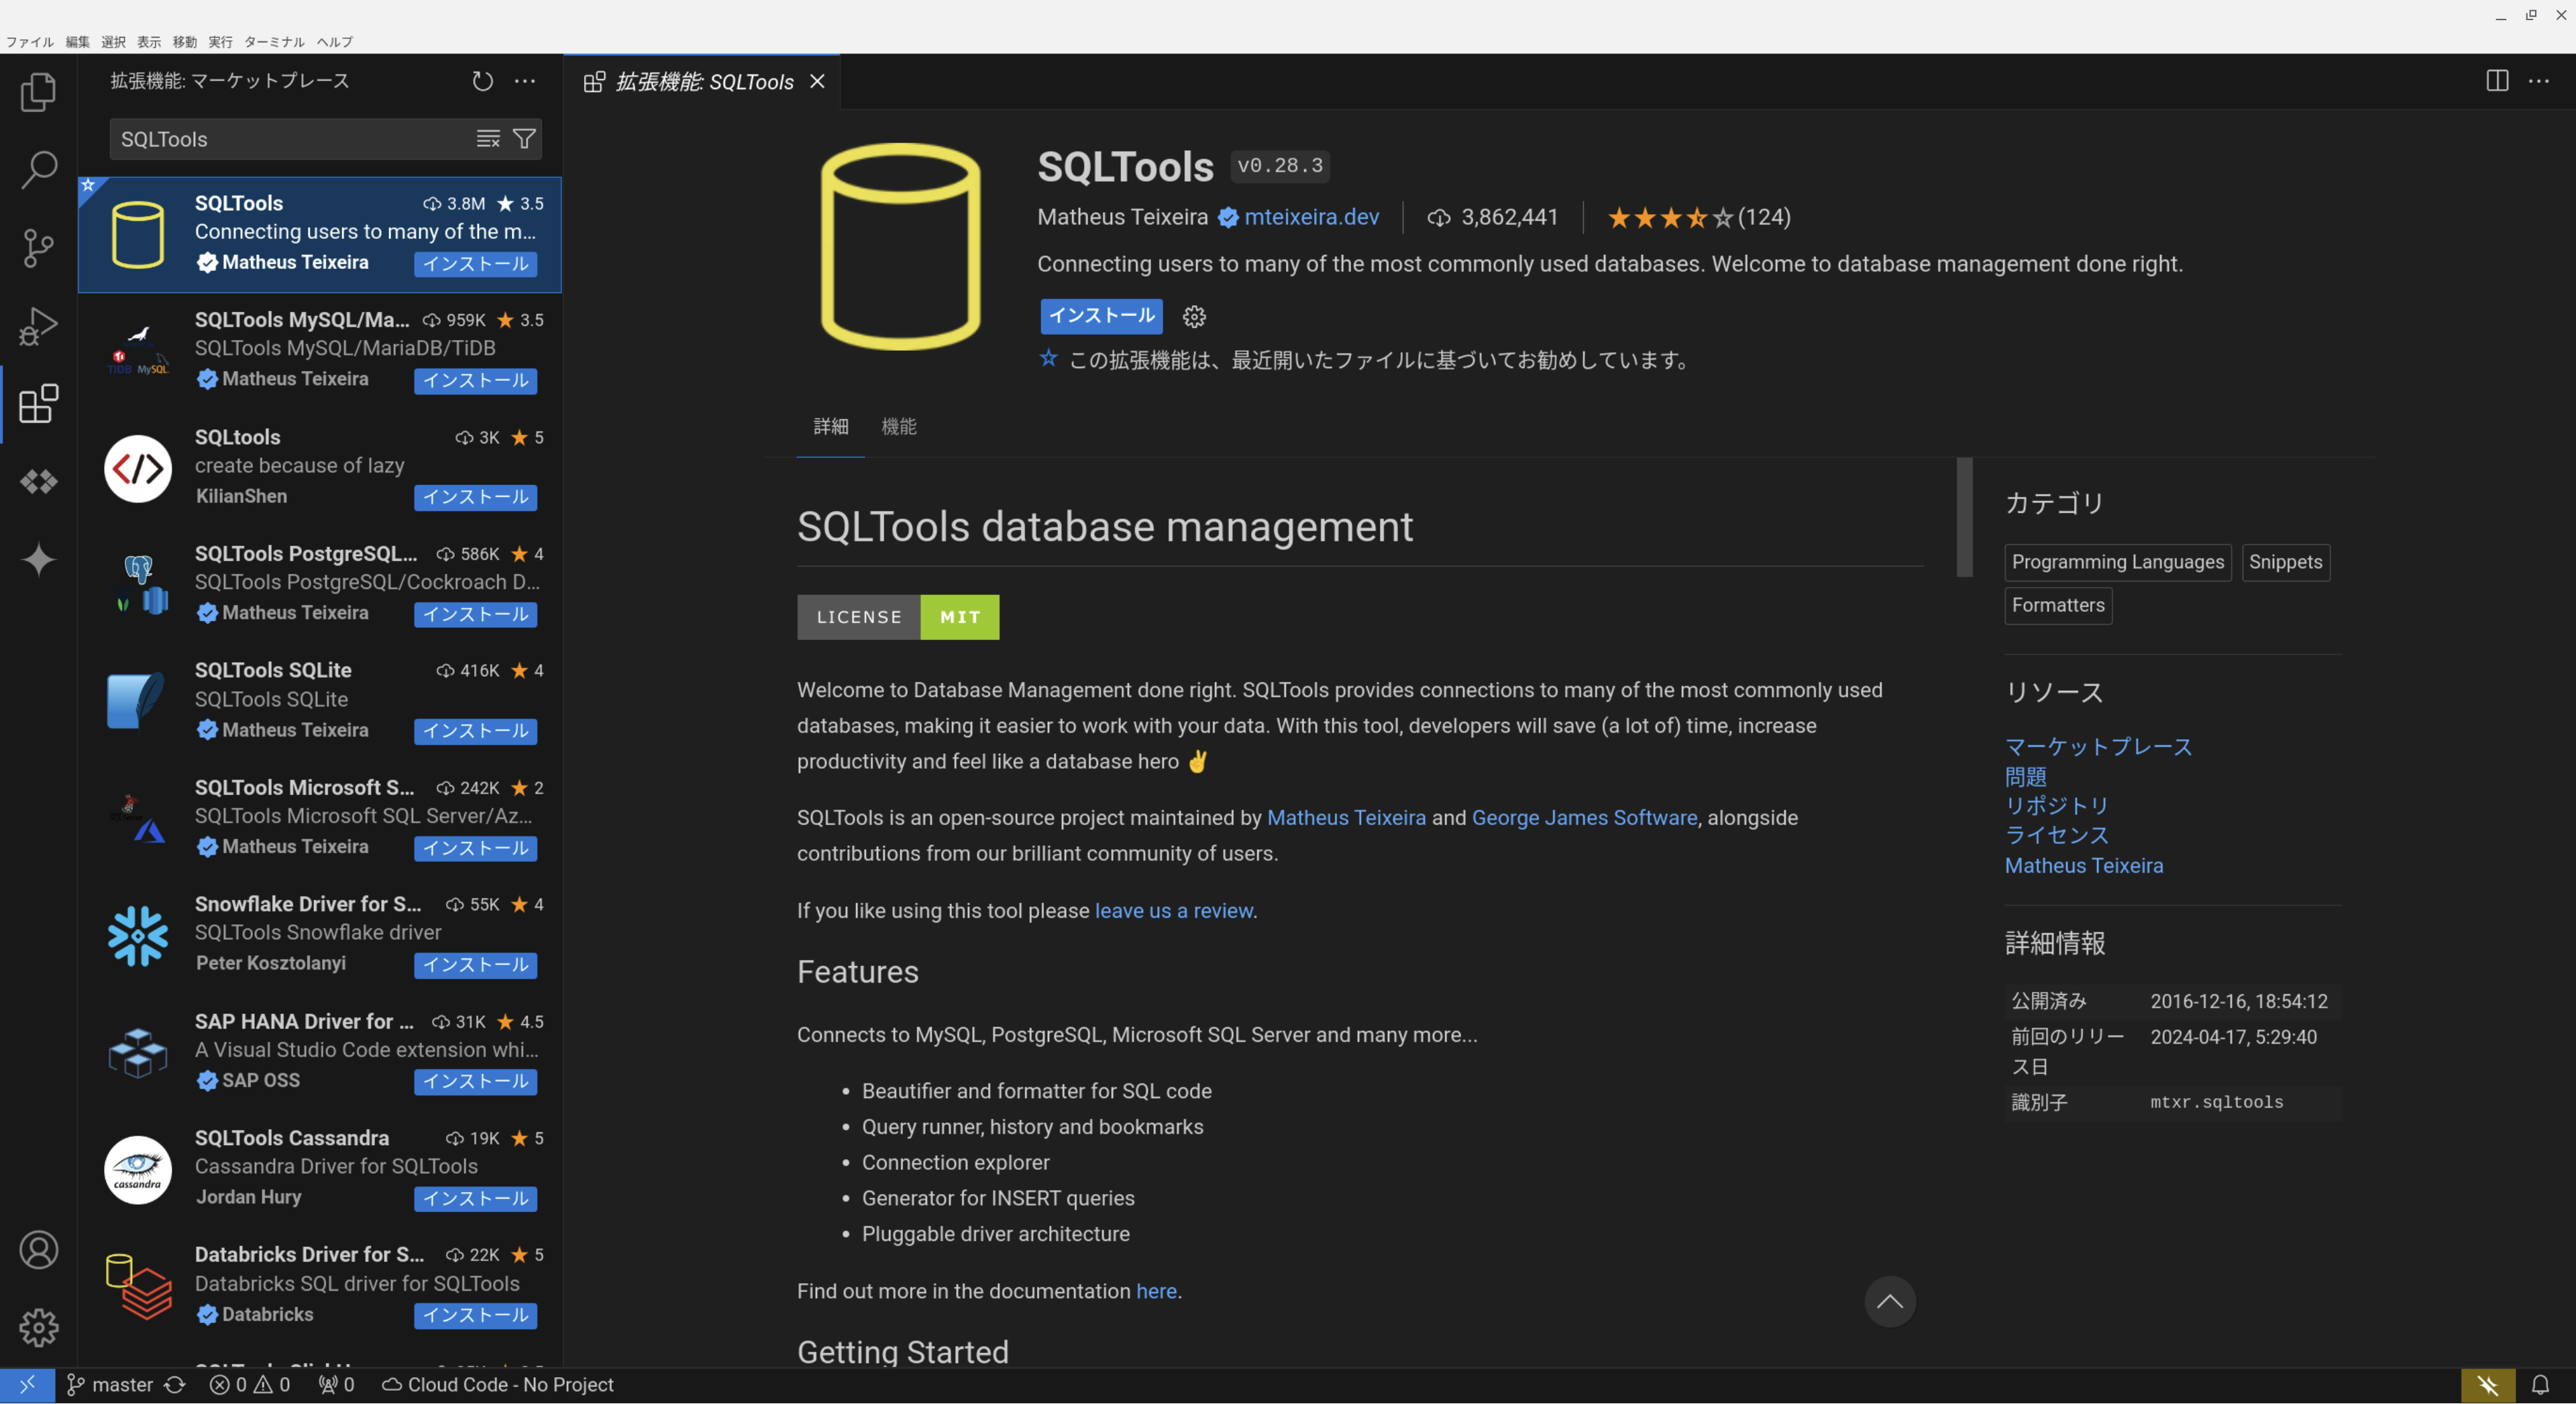 ファイル 編集 選択 表示 移動 実行 ターミナル ヘルプ
拡張機能: マーケットプレース
SQLTools
SQLTools 3.8M 3.5
Connecting users to many of the m...
Matheus Teixeira インストール
SQLTools MySQL/Ma... 959K 3.5
SQLTools MySQL/MariaDB/TiDB
TiDB MySQL
Matheus Teixeira インストール
SQLtools 3K 5
create because of lazy
KilianShen インストール
SQLTools PostgreSQL... 586K 4
SQLTools PostgreSQL/Cockroach D...
Matheus Teixeira インストール
SQLTools SQLite 416K 4
SQLTools SQLite
Matheus Teixeira インストール
SQLTools Microsoft S... 242K 2
SQLTools Microsoft SQL Server/Az...
Matheus Teixeira インストール
Snowflake Driver for S... 55K 4
SQLTools Snowflake driver
Peter Kosztolanyi インストール
SAP HANA Driver for ... 31K 4.5
A Visual Studio Code extension whi...
SAP OSS インストール
SQLTools Cassandra 19K 5
Cassandra Driver for SQLTools
cassandra
Jordan Hury インストール
Databricks Driver for S... 22K 5
Databricks SQL driver for SQLTools
Databricks インストール
拡張機能: SQLTools
SQLTools v0.28.3
Matheus Teixeira mteixeira.dev 3,862,441 (124)
Connecting users to many of the most commonly used databases. Welcome to database management done right.
インストール
この拡張機能は、最近開いたファイルに基づいてお勧めしています。
詳細 機能
SQLTools database management
LICENSE MIT
Welcome to Database Management done right. SQLTools provides connections to many of the most commonly used
databases, making it easier to work with your data. With this tool, developers will save (a lot of) time, increase
productivity and feel like a database hero ✌
SQLTools is an open-source project maintained by Matheus Teixeira and George James Software, alongside
contributions from our brilliant community of users.
If you like using this tool please leave us a review.
Features
Connects to MySQL, PostgreSQL, Microsoft SQL Server and many more...
• Beautifier and formatter for SQL code
• Query runner, history and bookmarks
• Connection explorer
• Generator for INSERT queries
• Pluggable driver architecture
Find out more in the documentation here.
Getting Started
カテゴリ
Programming Languages Snippets
Formatters
リソース
マーケットプレース
問題
リポジトリ
ライセンス
Matheus Teixeira
詳細情報
公開済み 2016-12-16, 18:54:12
前回のリリー 2024-04-17, 5:29:40
ス日
識別子 mtxr.sqltools
master 0 0 0 Cloud Code - No Project